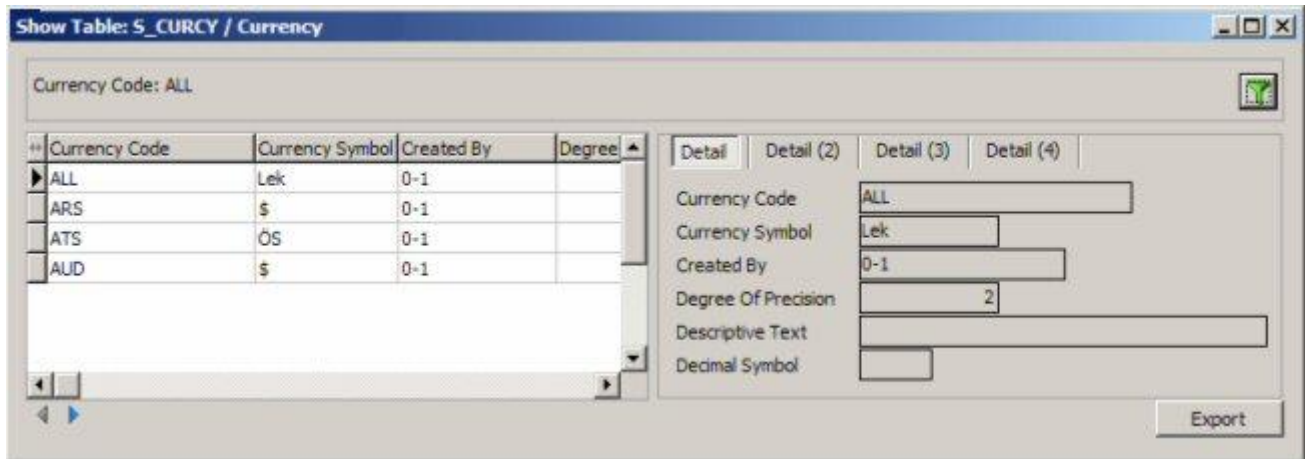 Show Table: S_CURCY / Currency
Currency Code: ALL
Currency Code Currency Symbol Created By Degree
ALL Lek 0-1
ARS $ 0-1
ATS ÖS 0-1
AUD $ 0-1
Detail Detail (2) Detail (3) Detail (4)
Currency Code ALL
Currency Symbol Lek
Created By 0-1
Degree Of Precision 2
Descriptive Text
Decimal Symbol
Export